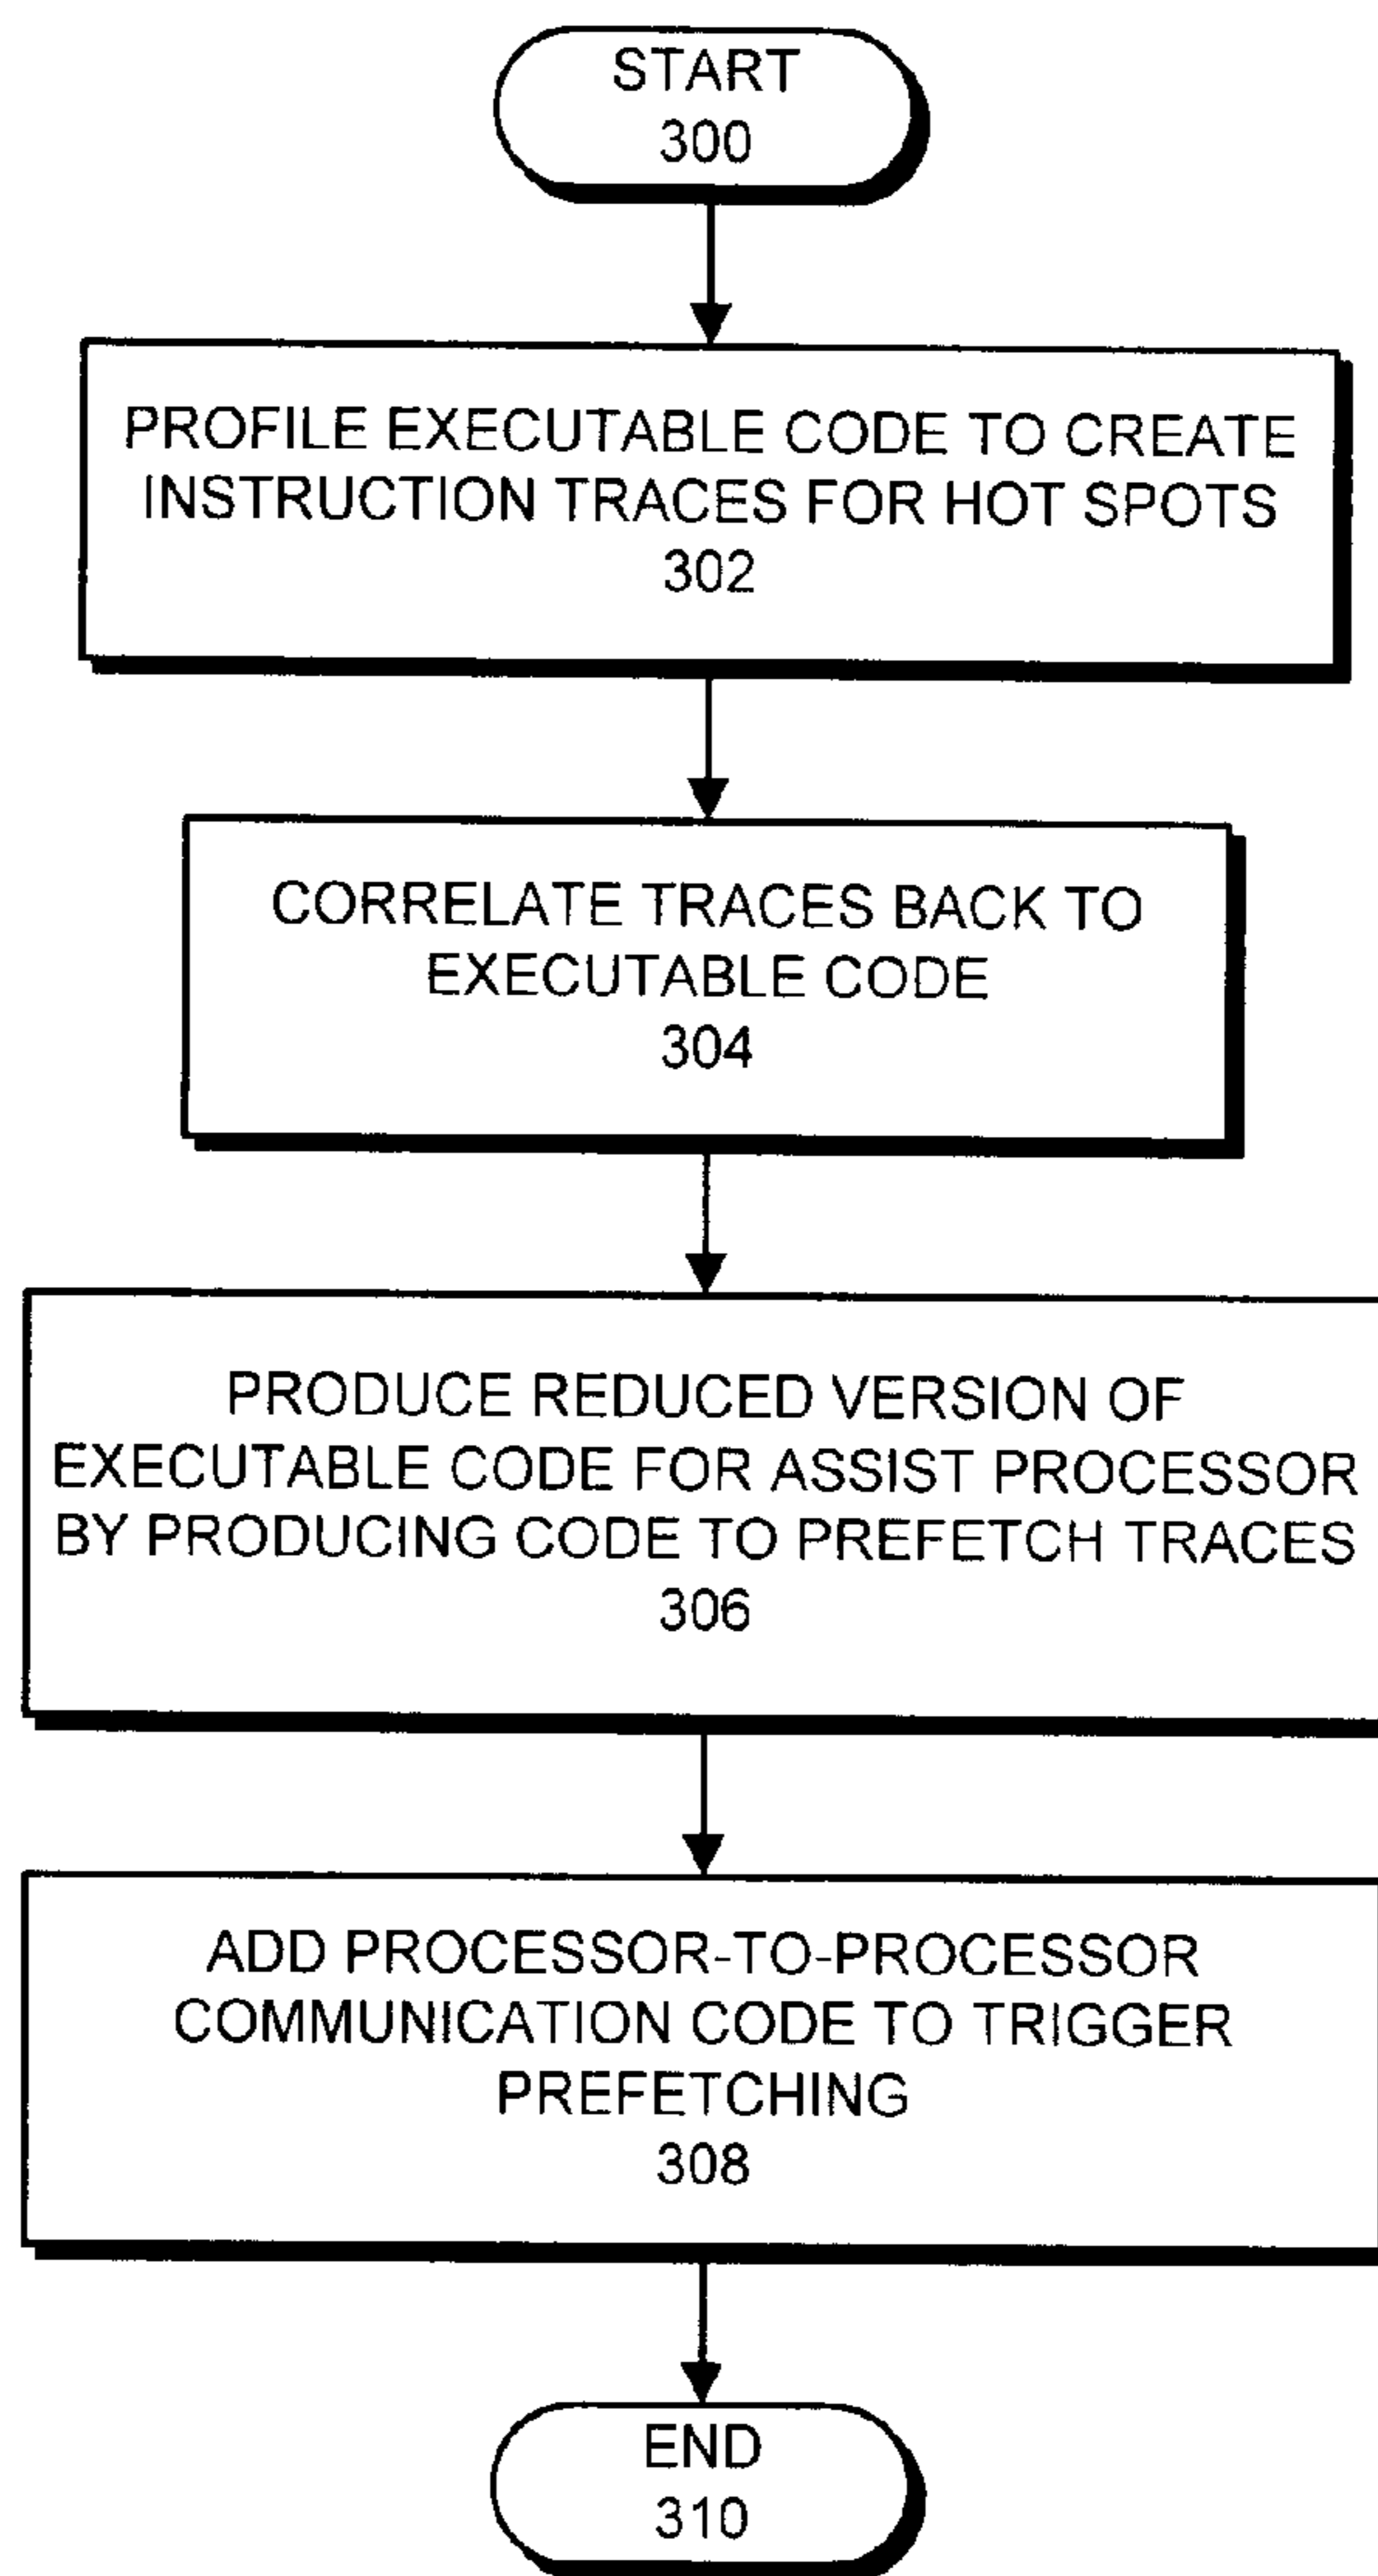 START
300
PROFILE EXECUTABLE CODE TO CREATE
INSTRUCTION TRACES FOR HOT SPOTS
302
CORRELATE TRACES BACK TO
EXECUTABLE CODE
304
PRODUCE REDUCED VERSION OF
EXECUTABLE CODE FOR ASSIST PROCESSOR
BY PRODUCING CODE TO PREFETCH TRACES
306
ADD PROCESSOR-TO-PROCESSOR
COMMUNICATION CODE TO TRIGGER
PREFETCHING
308
END
310